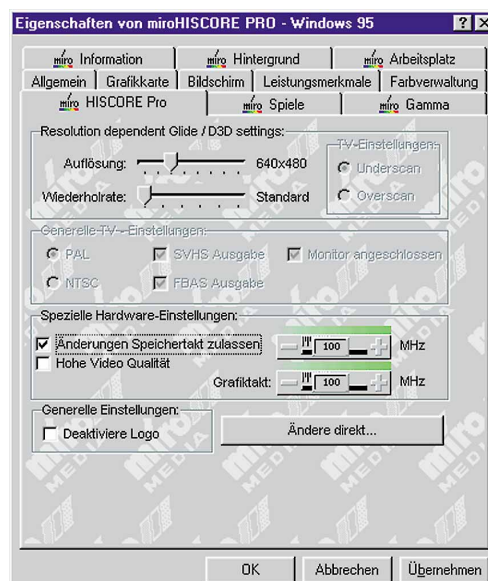 Eigenschaften von miroHISCORE PRO - Windows 95
miro Information miro Hintergrund miro Arbeitsplatz
Allgemein Grafikkarte Bildschirm Leistungsmerkmale Farbverwaltung
miro HISCORE Pro miro Spiele miro Gamma
Resolution dependent Glide / D3D settings:
TV-Einstellungen:
Auflösung: 640x480
Underscan
Wiederholrate: Standard
Overscan
Generelle-TV - Einstellungen:
PAL SVHS Ausgabe Monitor angeschlossen
NTSC FBAS Ausgabe
Spezielle Hardware-Einstellungen:
Änderungen Speichertakt zulassen 100 MHz
Hohe Video Qualität
Grafiktakt: 100 MHz
Generelle Einstellungen:
Deaktiviere Logo
Ändere direkt...
OK Abbrechen Übernehmen